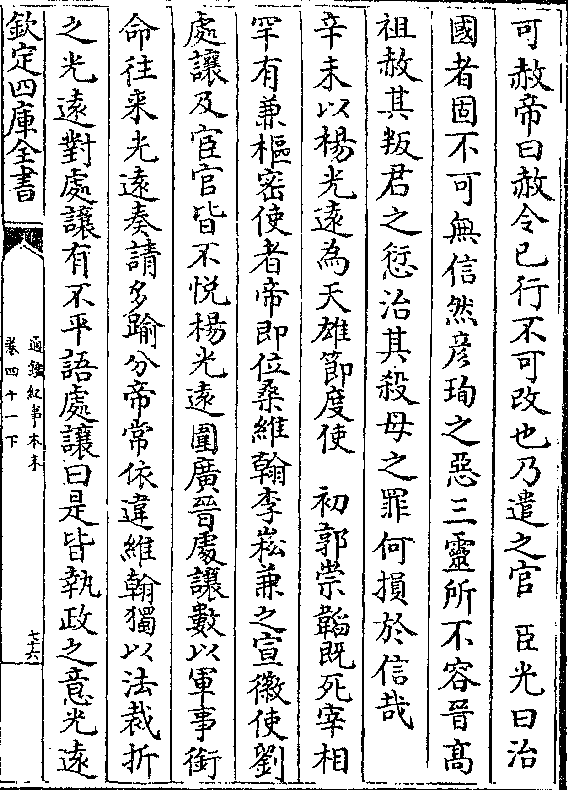 可赦帝曰赦令已行不可改也乃遣之官　臣光曰治
國者固不可無信然彦珣之惡三靈所不容晉髙
祖赦其叛君之愆治其殺母之罪何損於信哉
辛未以楊光逺為天雄節度使　初郭崇韜既死宰相
罕有兼樞密使者帝即位桑維翰李崧兼之宣徽使劉
處讓及宦官皆不悅楊光逺圍廣晉處讓數以軍事銜
命往来光逺奏請多踰分帝常依違維翰獨以法裁折
之光逺對處讓有不平語處讓曰是皆執政之意光逺
欽定四庫全書
通鑑紀事本末
卷四十一下
七六